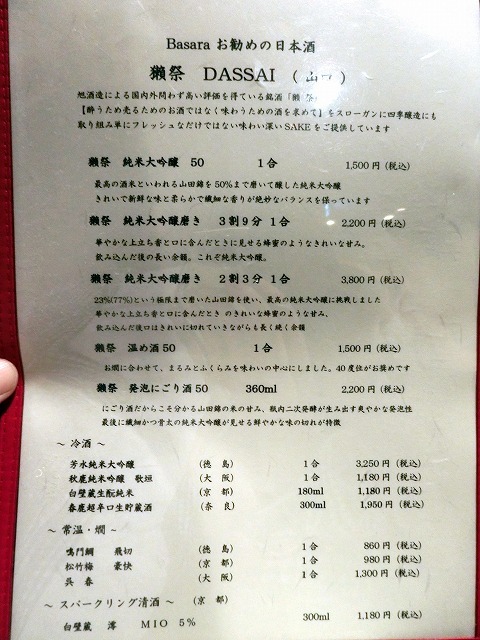 Basara お勧めの日本酒
獺祭 DASSAI ( 山口 )
旭酒造による国内外問わず高い評価を得ている銘酒「獺祭」
【酔うため売るためのお酒ではなく味わうための酒を求めて】をスローガンに四季醸造にも
取り組み単にフレッシュなだけではない味わい深いSAKEをご提供しています
獺祭 純米大吟醸 50 1合 1,500円(税込)
最高の酒米といわれる山田錦を50%まで磨いて醸した純米大吟醸
きれいで新鮮な味と柔らかで繊細な香りが絶妙なバランスを保っています
獺祭 純米大吟醸磨き 3割9分 1合 2,200円(税込)
華やかな上立ち香と口に含んだときに見せる蜂蜜のようなきれいな甘み。
飲み込んだ後の長い余韻。これぞ純米大吟醸。
獺祭 純米大吟醸磨き 2割3分 1合 3,800円(税込)
23%(77%)という極限まで磨いた山田錦を使い、最高の純米大吟醸に挑戦しました
華やかな上立ち香と口に含んだとき のきれいな蜂蜜のような甘み、
飲み込んだ後口はきれいに切れていきながらも長く続く余韻
獺祭 温め酒50 1合 1,500円(税込)
お燗に合わせて、まるみとふくらみを味わいの中心にしました。40度位がお奨めです
獺祭 発泡にごり酒50 360ml 2,200円(税込)
にごり酒だからこそ分かる山田錦の米の甘み、瓶内二次発酵が生み出す爽やかな発泡性
最後に繊細かつ骨太の純米大吟醸が見せる鮮やかな味の切れが特徴
~ 冷酒 ~
芳水純米大吟醸 (徳島) 1合 3,250円(税込)
秋鹿純米吟醸 歌垣 (大阪) 1合 1,180円(税込)
白壁蔵生酛純米 (京都) 180ml 1,180円(税込)
春鹿超辛口生貯蔵酒 (奈良) 300ml 1,950円(税込)
~ 常温・燗 ~
鳴門鯛 飛切 (徳島) 1合 860円(税込)
松竹梅 豪快 (京都) 1合 980円(税込)
呉春 (大阪) 1合 1,300円(税込)
~ スパークリング清酒 ~ (京都)
白壁蔵 澪 MIO 5% 300ml 1,180円(税込)